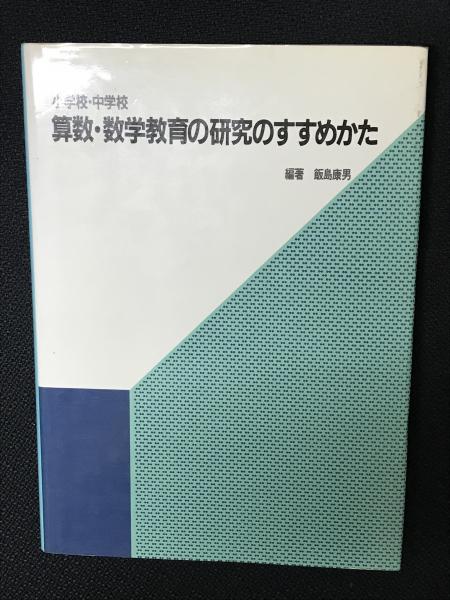 小学校・中学校
算数・数学教育の研究のすすめかた
編著 飯島康男